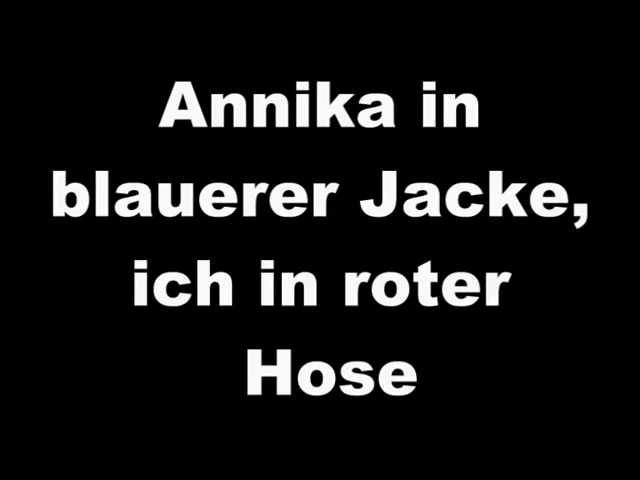 Annika in
blauerer Jacke,
ich in roter
Hose